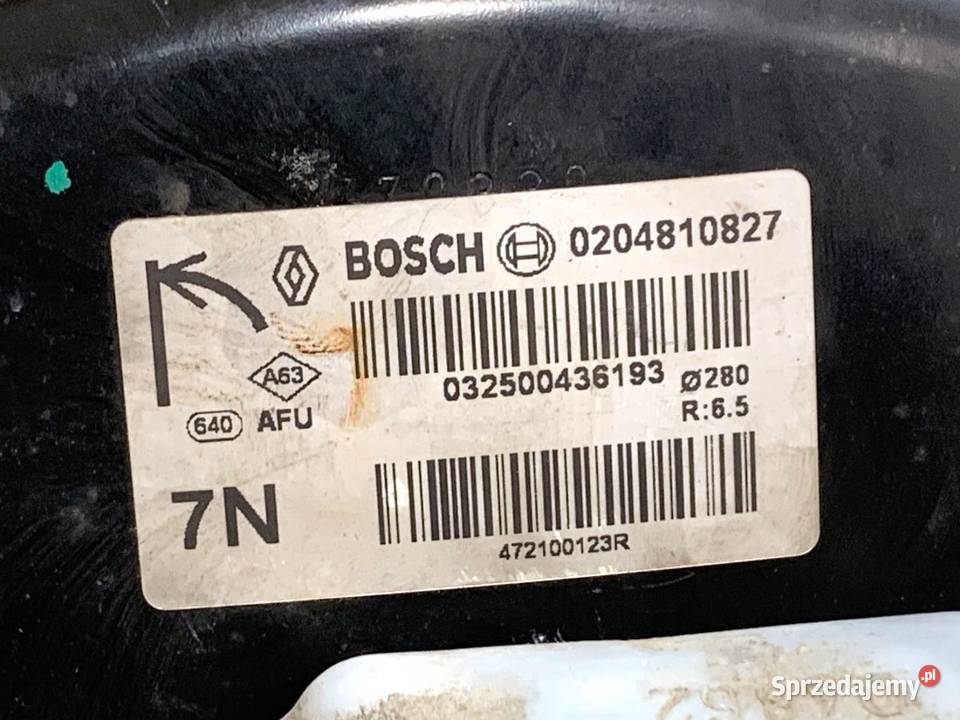 BOSCH 0204810827
032500436193 Ø280
R:6.5
A63
640 AFU
7N
472100123R
Sprzedajemy.pl